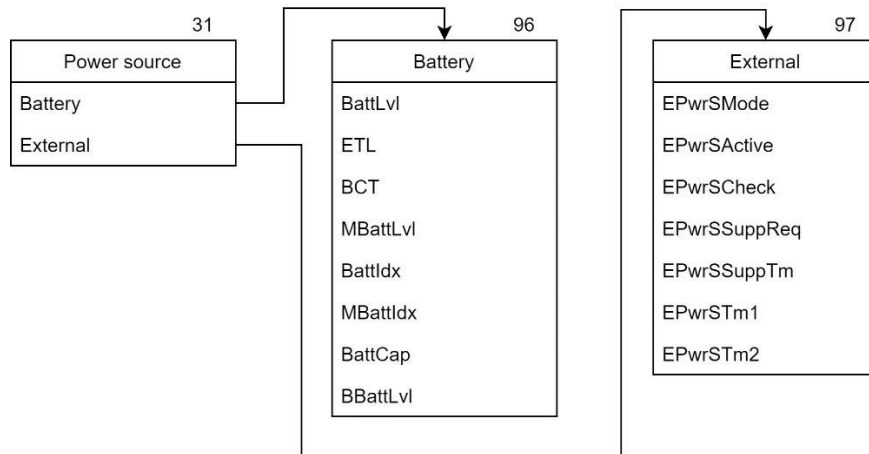 31
Power source
Battery
External
96
Battery
BattLvl
ETL
BCT
MBattLvl
BattIdx
MBattIdx
BattCap
BBattLvl
97
External
EPwrSMode
EPwrSActive
EPwrSCheck
EPwrSSuppReq
EPwrSSuppTm
EPwrSTm1
EPwrSTm2